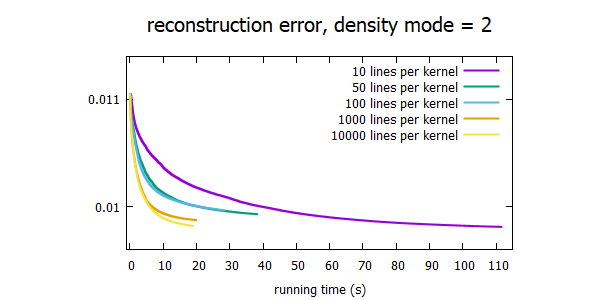 reconstruction error, density mode = 2
10 lines per kernel
50 lines per kernel
100 lines per kernel
1000 lines per kernel
10000 lines per kernel
0.011
0.01
0 10 20 30 40 50 60 70 80 90 100 110
running time (s)